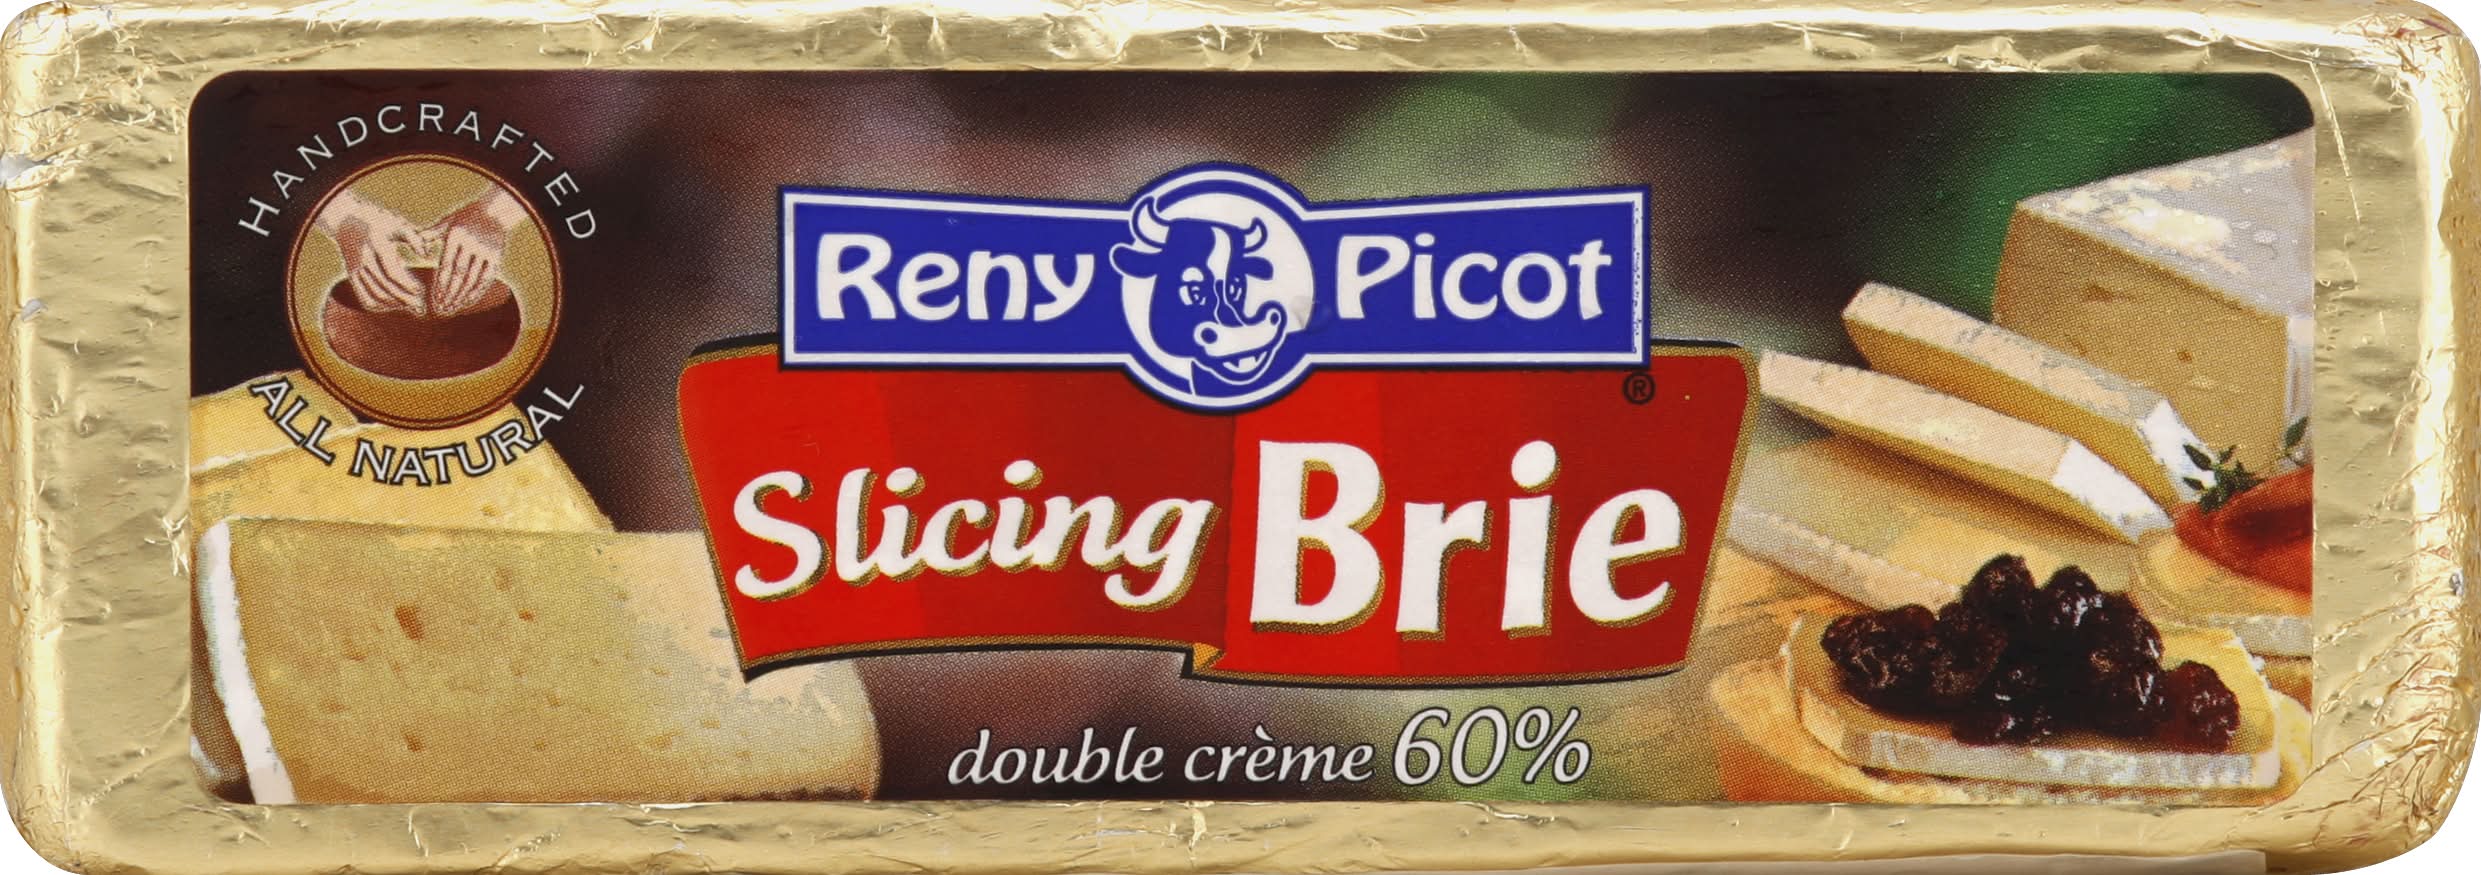 HANDCRAFTED
ALL NATURAL
Reny Picot
®
Slicing Brie
double crème 60%